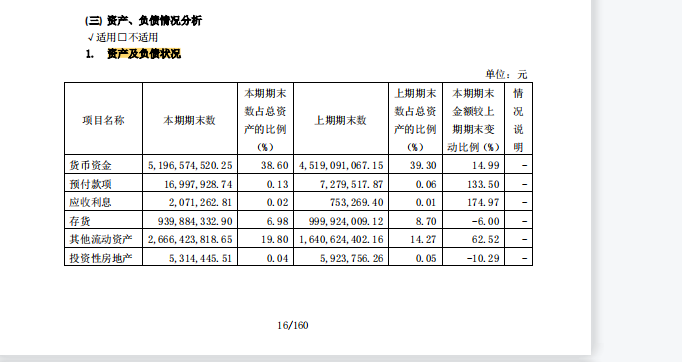 (三) 资产、负债情况分析
√适用□不适用
1. 资产及负债状况
单位：元
项目名称 本期期末数 本期期末数占总资产的比例（%） 上期期末数 上期期末数占总资产的比例（%） 本期期末金额较上期期末变动比例（%） 情况说明
货币资金 5,196,574,520.25 38.60 4,519,091,067.15 39.30 14.99 -
预付款项 16,997,928.74 0.13 7,279,517.87 0.06 133.50 -
应收利息 2,071,262.81 0.02 753,269.40 0.01 174.97 -
存货 939,884,332.90 6.98 999,924,009.12 8.70 -6.00 -
其他流动资产 2,666,423,818.65 19.80 1,640,624,402.16 14.27 62.52 -
投资性房地产 5,314,445.51 0.04 5,923,756.26 0.05 -10.29 -
16/160